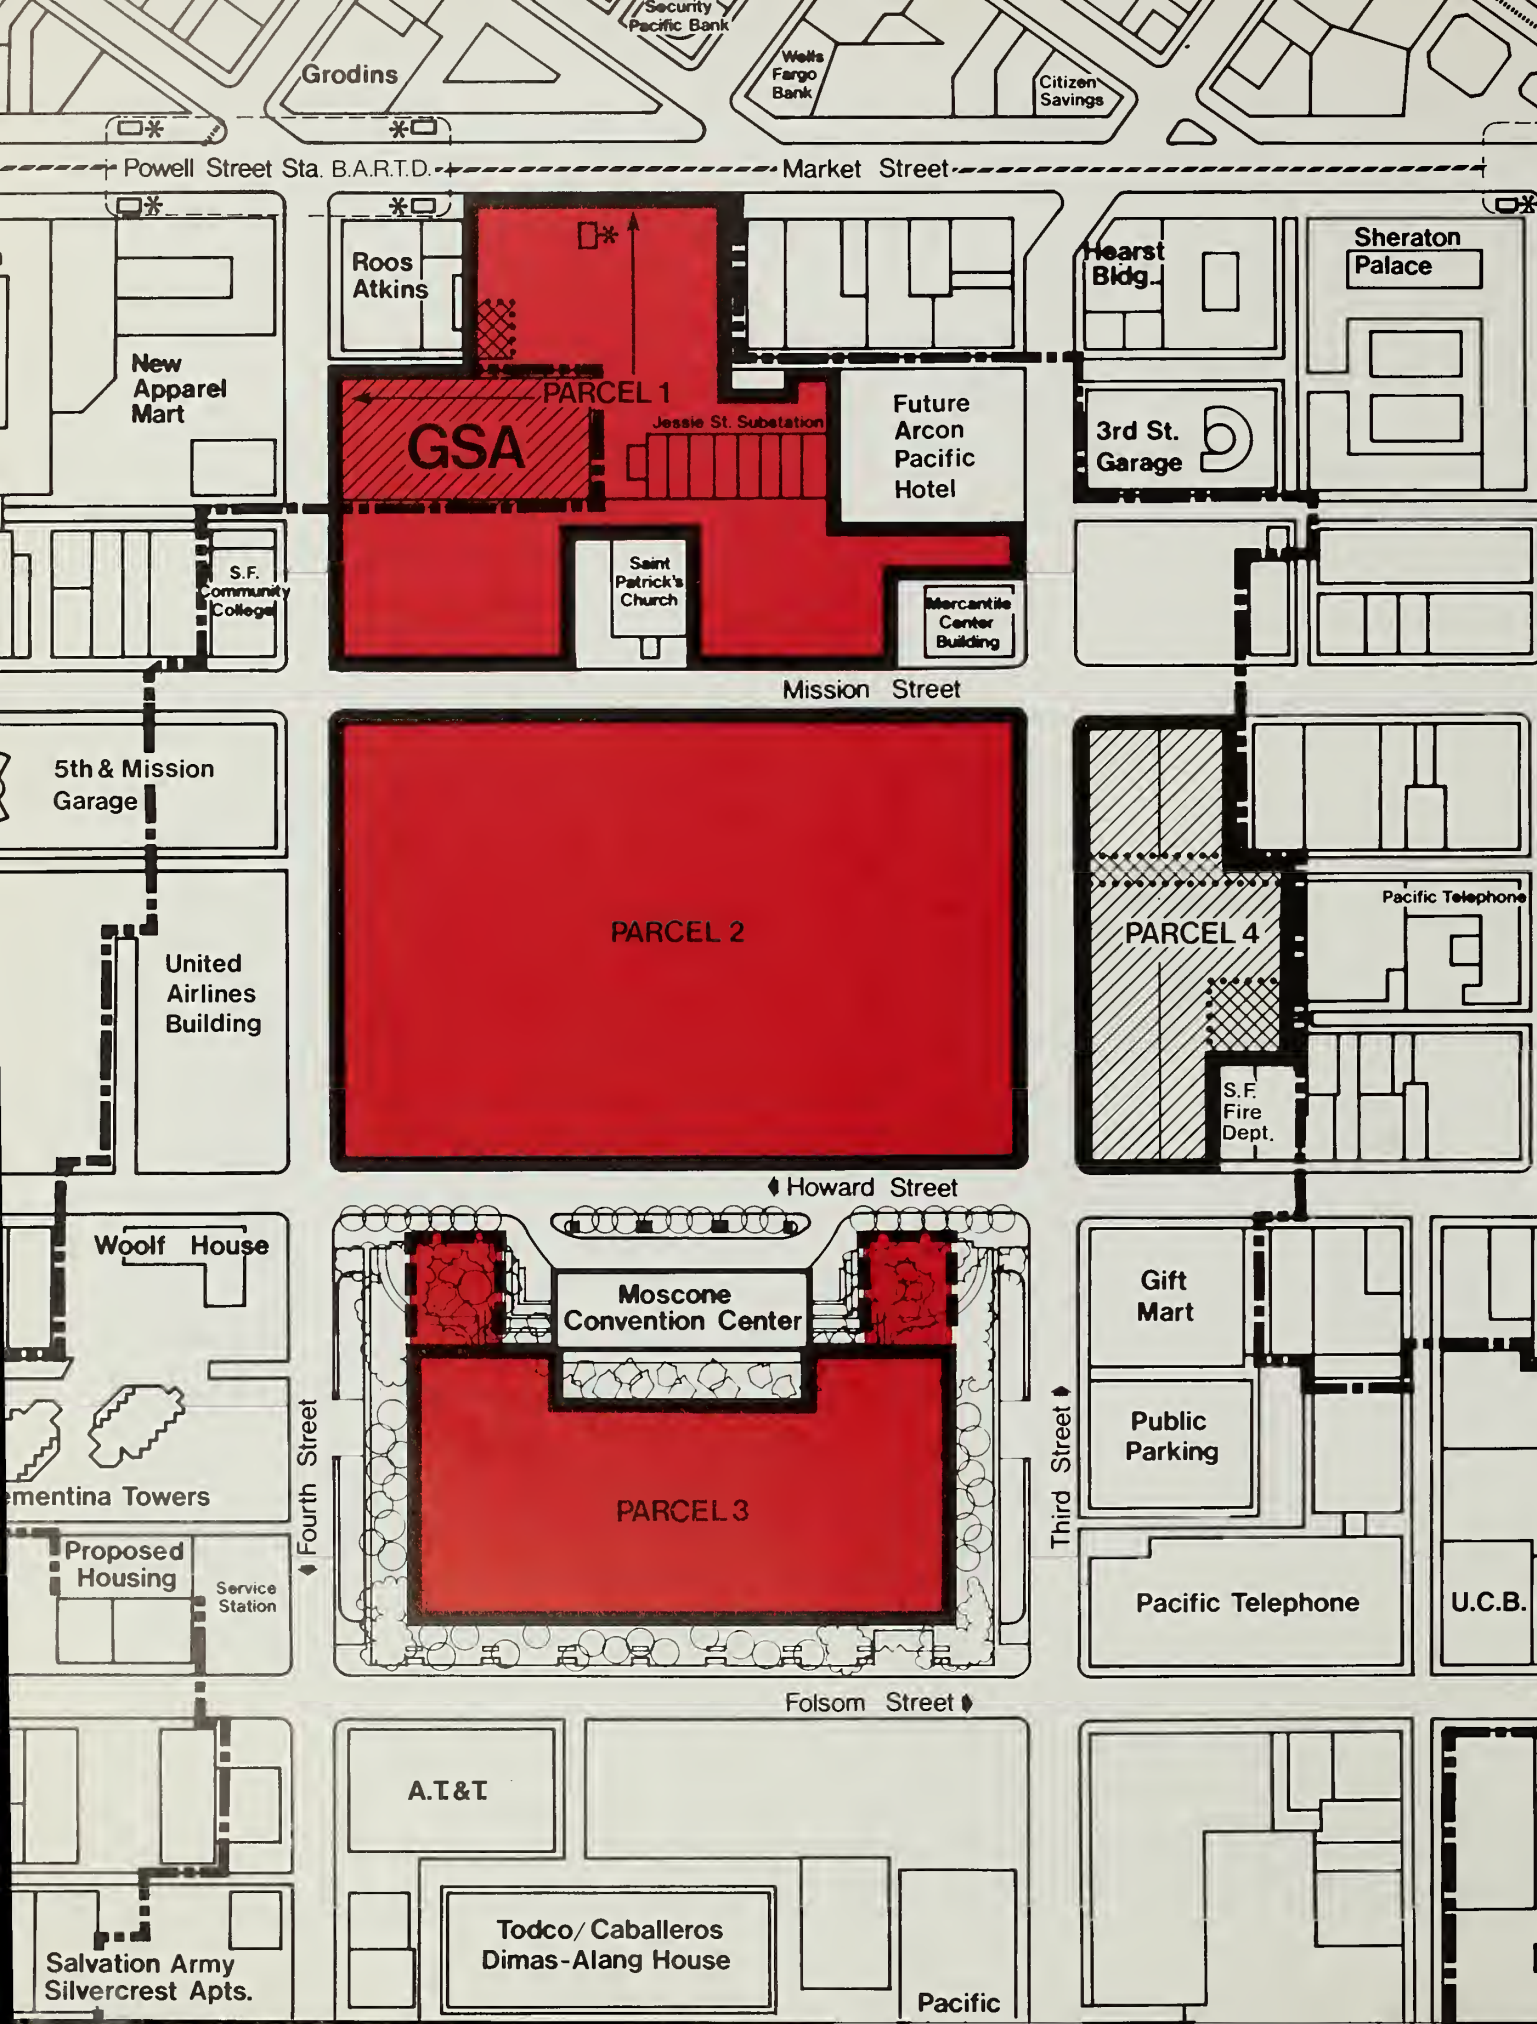 Security
Pacific Bank
Grodins
Wells
Fargo
Bank
Citizen
Savings
Powell Street Sta. B.A.R.T.D.
Market Street
Roos
Atkins
Hearst
Bldg.
Sheraton
Palace
New
Apparel
Mart
PARCEL 1
GSA
Jessie St. Substation
Future
Arcon
Pacific
Hotel
3rd St.
Garage
S.F.
Community
College
Saint
Patrick's
Church
Mercantile
Center
Building
Mission Street
5th & Mission
Garage
PARCEL 2
United
Airlines
Building
PARCEL 4
Pacific Telephone
S.F.
Fire
Dept.
Howard Street
Woolf House
Moscone
Convention Center
Gift
Mart
Fourth Street
Third Street
Public
Parking
ementina Towers
PARCEL 3
Proposed
Housing
Service
Station
Pacific Telephone
U.C.B.
Folsom Street
A.T.&T.
Todco/Caballeros
Dimas-Alang House
Salvation Army
Silvercrest Apts.
Pacific